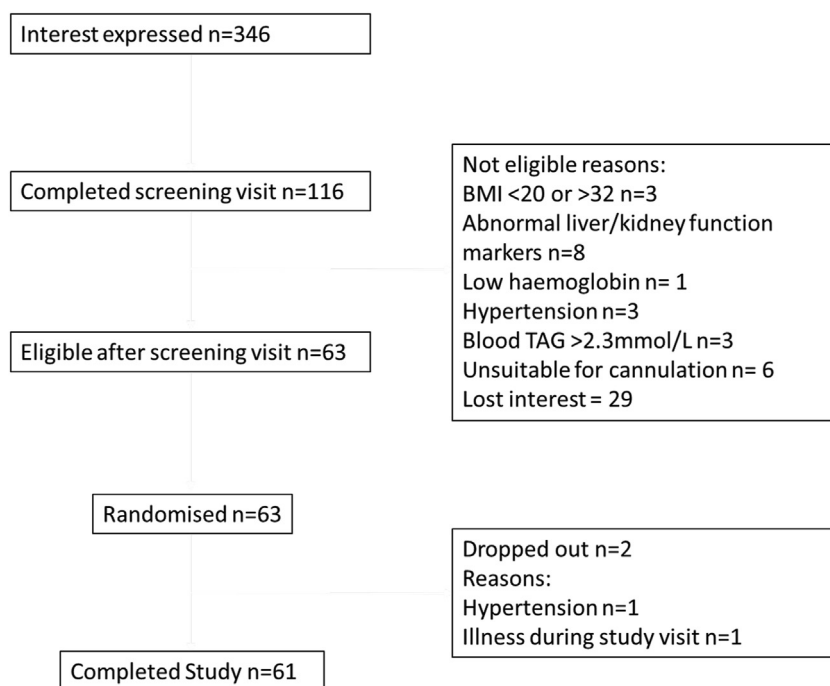 Interest expressed n=346
Completed screening visit n=116
Not eligible reasons:
BMI <20 or >32 n=3
Abnormal liver/kidney function
markers n=8
Low haemoglobin n= 1
Hypertension n=3
Blood TAG >2.3mmol/L n=3
Unsuitable for cannulation n= 6
Lost interest = 29
Eligible after screening visit n=63
Randomised n=63
Dropped out n=2
Reasons:
Hypertension n=1
Illness during study visit n=1
Completed Study n=61